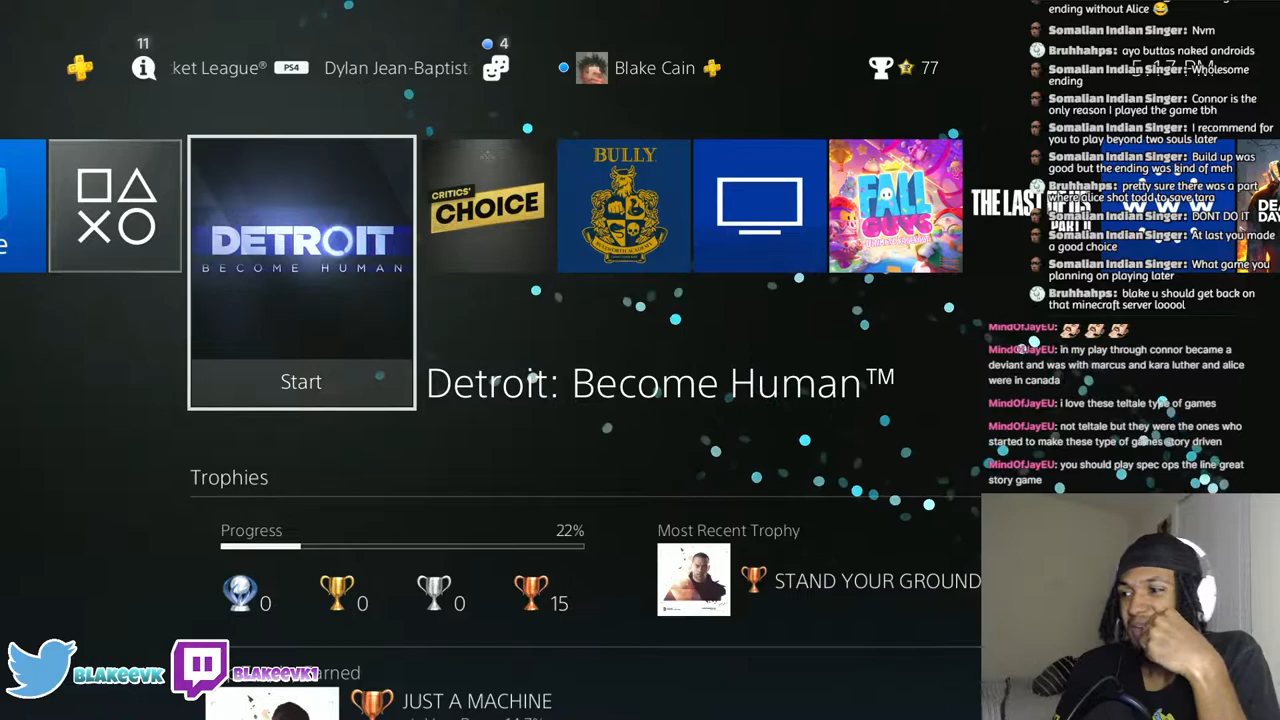 11
ket League® PS4 Dylan Jean-Baptist
4
Blake Cain
77
DETROIT
BECOME HUMAN
Start
CRITICS'
CHOICE
BULLY
FALL
GUYS
ULTIMATE KNOCKOUT
THE LAST OF US
DEA
DAY
e
Detroit: Become Human™
Trophies
Progress 22%
0 0 0 15
Most Recent Trophy
STAND YOUR GROUND
rned
JUST A MACHINE
BLAKEEVK
BLAKEEVK1
ending without Alice 😂
Somalian Indian Singer: Nvm
Bruhhahps: ayo buttas naked androids
Somalian Indian Singer: Wholesome
ending
Somalian Indian Singer: Connor is the
only reason I played the game tbh
Somalian Indian Singer: I recommend for
you to play beyond two souls later
Somalian Indian Singer: Build up was
good but the ending was kind of meh
Bruhhahps: pretty sure there was a part
where alice shot todd to save tara
Somalian Indian Singer: DONT DO IT
Somalian Indian Singer: At last you made
a good choice
Somalian Indian Singer: What game you
planning on playing later
Bruhhahps: blake u should get back on
that minecraft server looool
MindOfJayEU:
MindOfJayEU: in my play through connor became a
deviant and was with marcus and kara luther and alice
were in canada
MindOfJayEU: i love these teltale type of games
MindOfJayEU: not teltale but they were the ones who
started to make these type of games story driven
MindOfJayEU: you should play spec ops the line great
story game